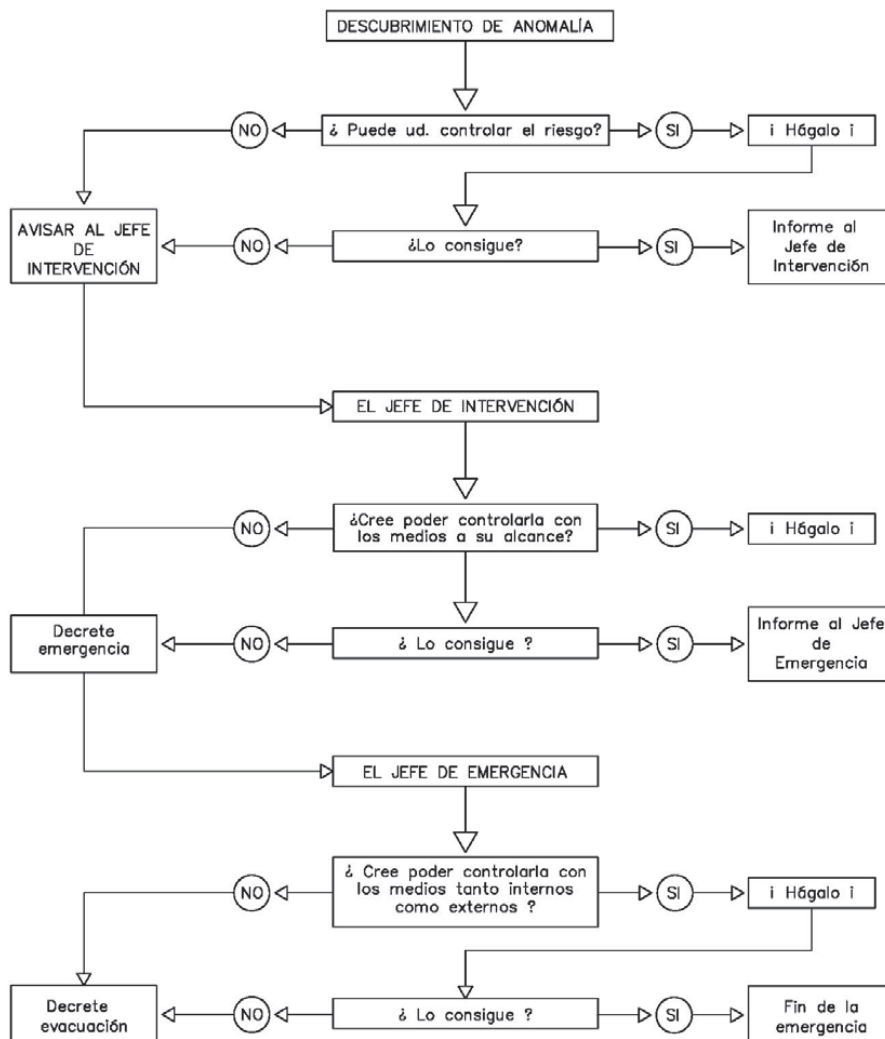 DESCUBRIMIENTO DE ANOMALÍA
NO
¿ Puede ud. controlar el riesgo?
SI
¡ Hágalo ¡
AVISAR AL JEFE
DE
INTERVENCIÓN
NO
¿Lo consigue?
SI
Informe al
Jefe de
Intervención
EL JEFE DE INTERVENCIÓN
NO
¿Cree poder controlarla con
los medios a su alcance?
SI
¡ Hágalo ¡
Decrete
emergencia
NO
¿ Lo consigue ?
SI
Informe al Jefe
de
Emergencia
EL JEFE DE EMERGENCIA
NO
¿ Cree poder controlarla con
los medios tanto internos
como externos ?
SI
¡ Hágalo ¡
Decrete
evacuación
NO
¿ Lo consigue ?
SI
Fin de la
emergencia